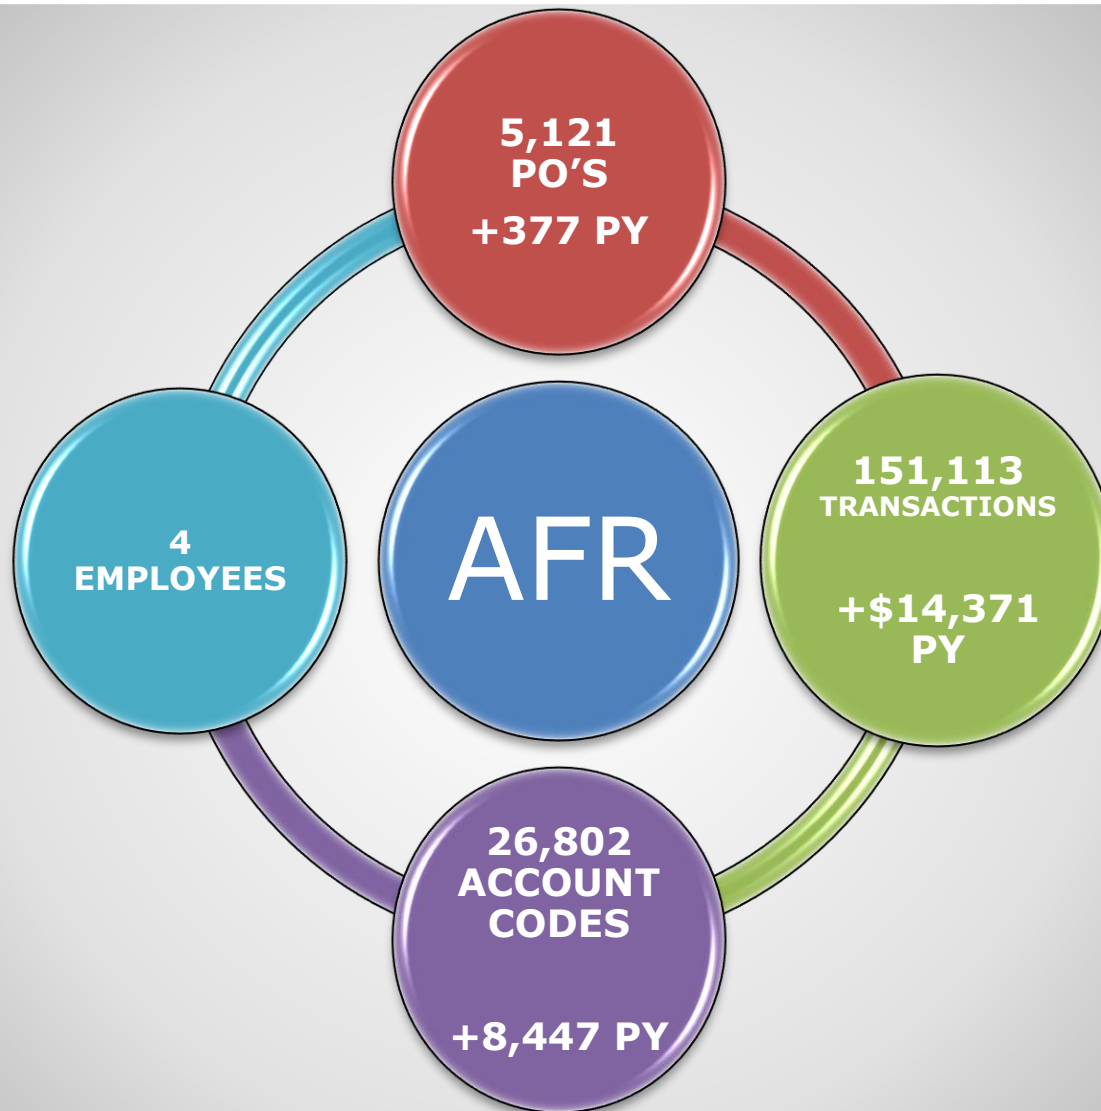 5,121
PO’S
+377 PY
4
EMPLOYEES
AFR
151,113
TRANSACTIONS
+$14,371
PY
26,802
ACCOUNT
CODES
+8,447 PY